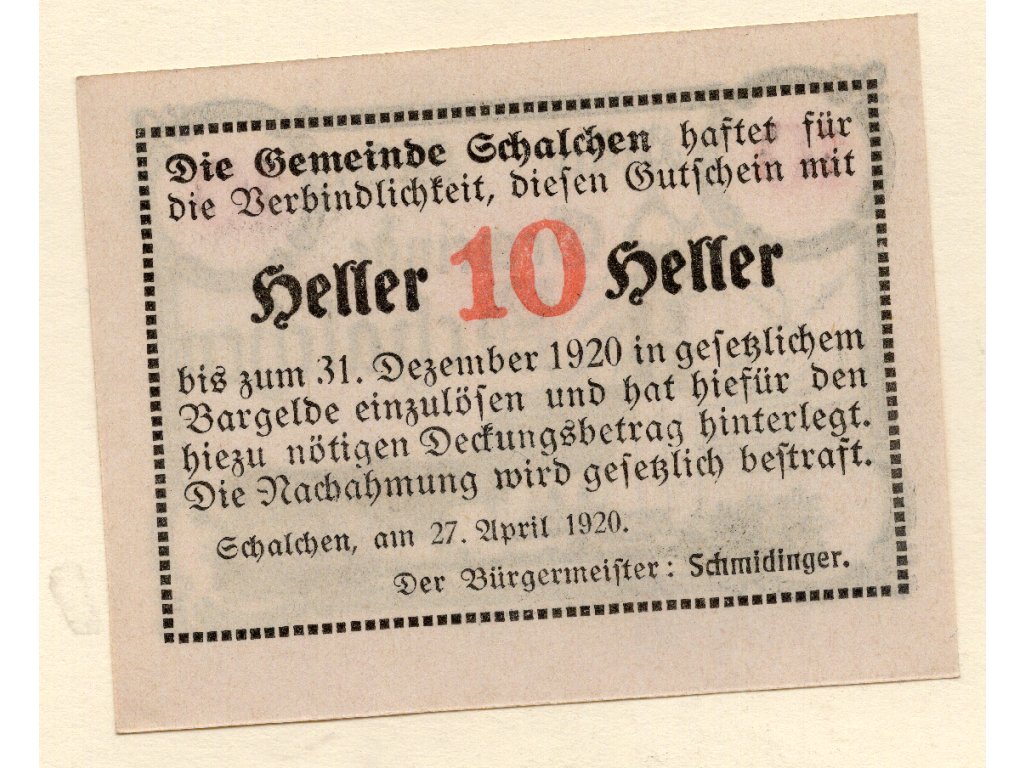 Die Gemeinde Schalchen haftet für
die Verbindlichkeit, diesen Gutschein mit
Heller 10 Heller
bis zum 31. Dezember 1920 in gesetzlichem
Bargelde einzulösen und hat hiefür den
hiezu nötigen Deckungsbetrag hinterlegt.
Die Nachahmung wird gesetzlich bestraft.
Schalchen, am 27. April 1920.
Der Bürgermeister: Schmidinger.